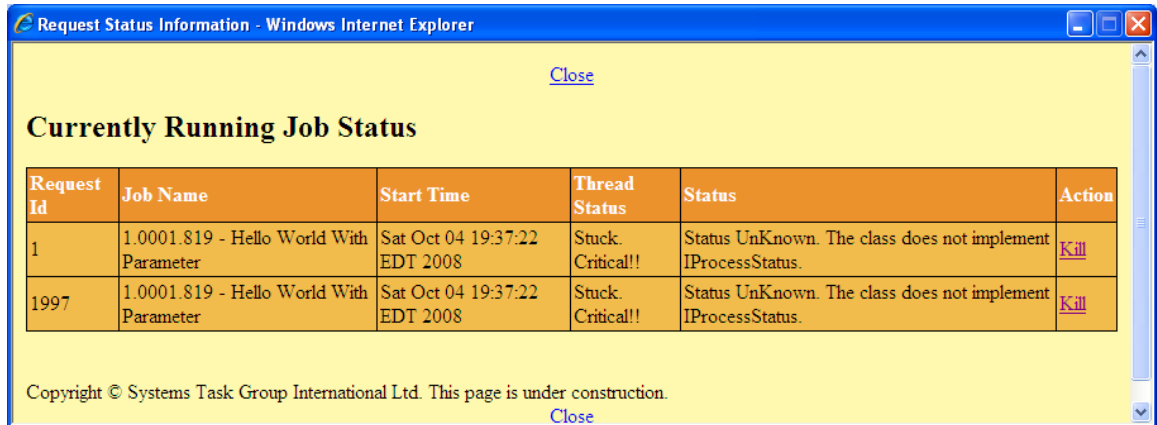 Request Status Information - Windows Internet Explorer
Close
Currently Running Job Status
Request Id Job Name Start Time Thread Status Status Action
1 1.0001.819 - Hello World With Parameter Sat Oct 04 19:37:22 EDT 2008 Stuck. Critical!! Status UnKnown. The class does not implement IProcessStatus. Kill
1997 1.0001.819 - Hello World With Parameter Sat Oct 04 19:37:22 EDT 2008 Stuck. Critical!! Status UnKnown. The class does not implement IProcessStatus. Kill
Copyright © Systems Task Group International Ltd. This page is under construction.
Close